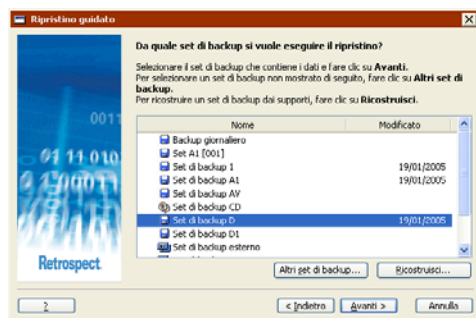 Ripristino guidato
Da quale set di backup si vuole eseguire il ripristino?
Selezionare il set di backup che contiene i dati e fare clic su Avanti.
Per selezionare un set di backup non mostrato di seguito, fare clic su Altri set di
backup.
Per ricostruire un set di backup dai supporti, fare clic su Ricostruisci.
Nome Modificato
Backup giornaliero
Set A1 [001]
Set di backup 1 19/01/2005
Set di backup A1 19/01/2005
Set di backup AV
Set di backup CD
Set di backup D 19/01/2005
Set di backup D1
Set di backup esterno
Retrospect
Altri set di backup... Ricostruisci...
? < Indietro Avanti > Annulla